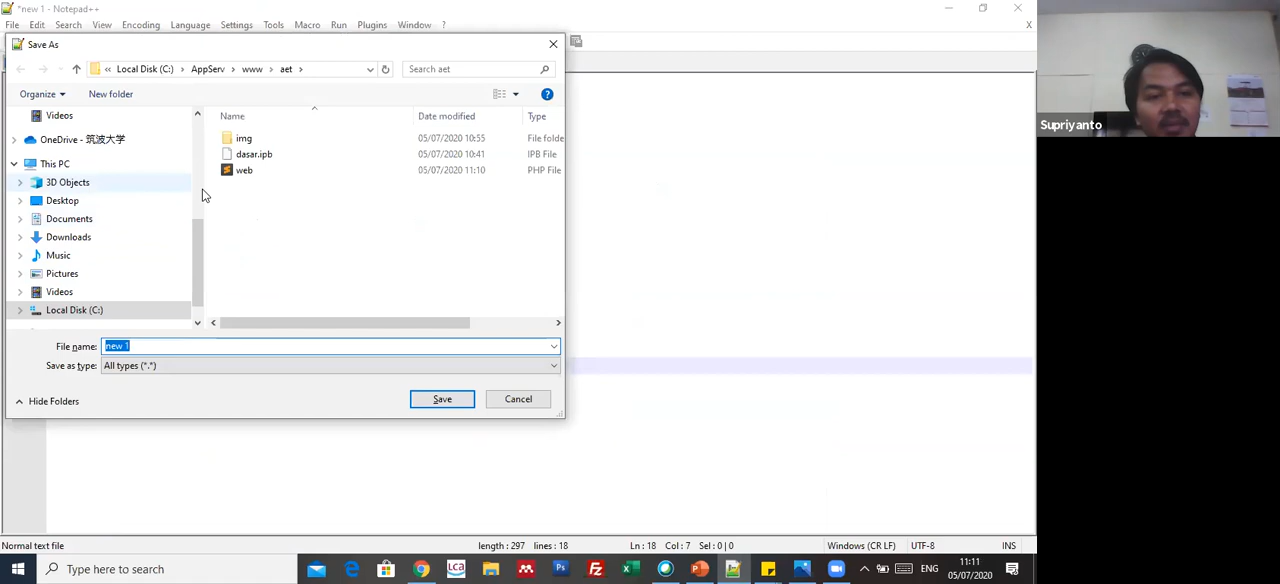 *new 1 - Notepad++
File Edit Search View Encoding Language Settings Tools Macro Run Plugins Window ? X
Save As
« Local Disk (C:) › AppServ › www › aet ›
Search aet
Organize New folder
Name Date modified Type
Videos
OneDrive - 筑波大学
This PC
3D Objects
Desktop
Documents
Downloads
Music
Pictures
Videos
Local Disk (C:)
img 05/07/2020 10:55 File folde
dasar.ipb 05/07/2020 10:41 IPB File
web 05/07/2020 11:10 PHP File
File name: new 1
Save as type: All types (*.*)
Hide Folders
Save Cancel
Supriyanto
Normal text file length : 297 lines : 18 Ln : 18 Col : 7 Sel : 0 | 0 Windows (CR LF) UTF-8 INS
Type here to search
LCA
Ps
Fz
ENG
11:11
05/07/2020